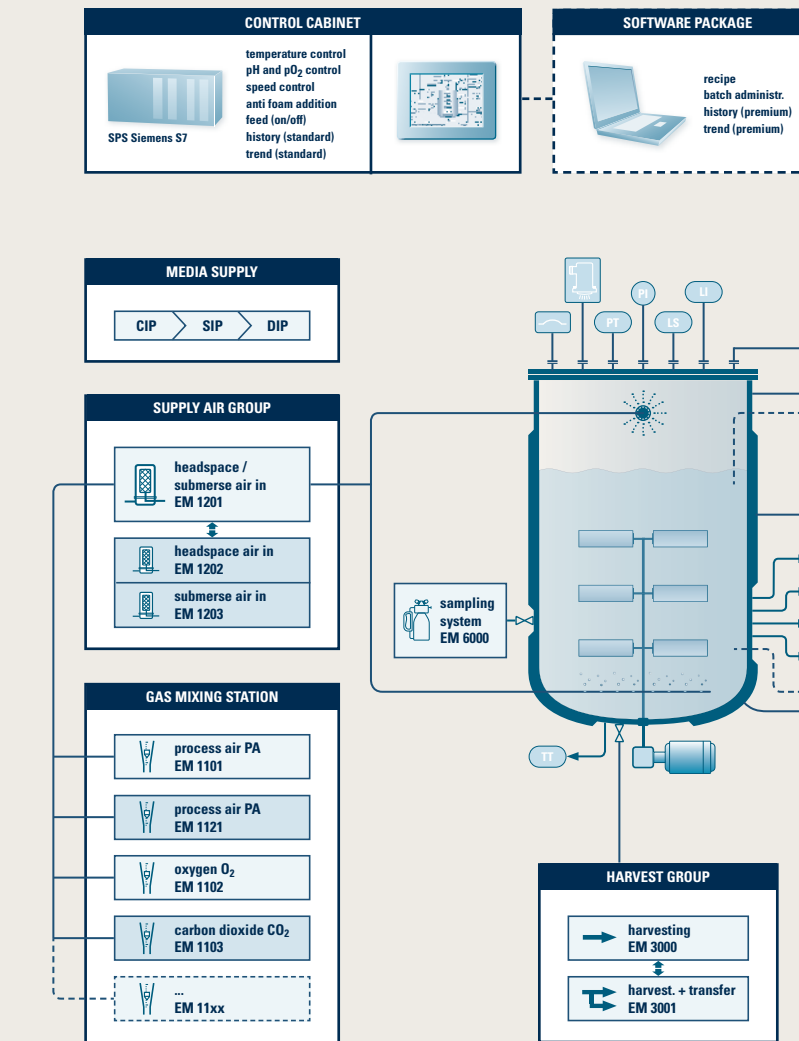 CONTROL CABINET
SPS Siemens S7
temperature control
pH and pO₂ control
speed control
anti foam addition
feed (on/off)
history (standard)
trend (standard)
SOFTWARE PACKAGE
recipe
batch administr.
history (premium)
trend (premium)
MEDIA SUPPLY
CIP
SIP
DIP
SUPPLY AIR GROUP
headspace /
submerse air in
EM 1201
headspace air in
EM 1202
submerse air in
EM 1203
GAS MIXING STATION
process air PA
EM 1101
process air PA
EM 1121
oxygen O₂
EM 1102
carbon dioxide CO₂
EM 1103
...
EM 11xx
PI
LI
PT
LS
sampling
system
EM 6000
TT
HARVEST GROUP
harvesting
EM 3000
harvest. + transfer
EM 3001